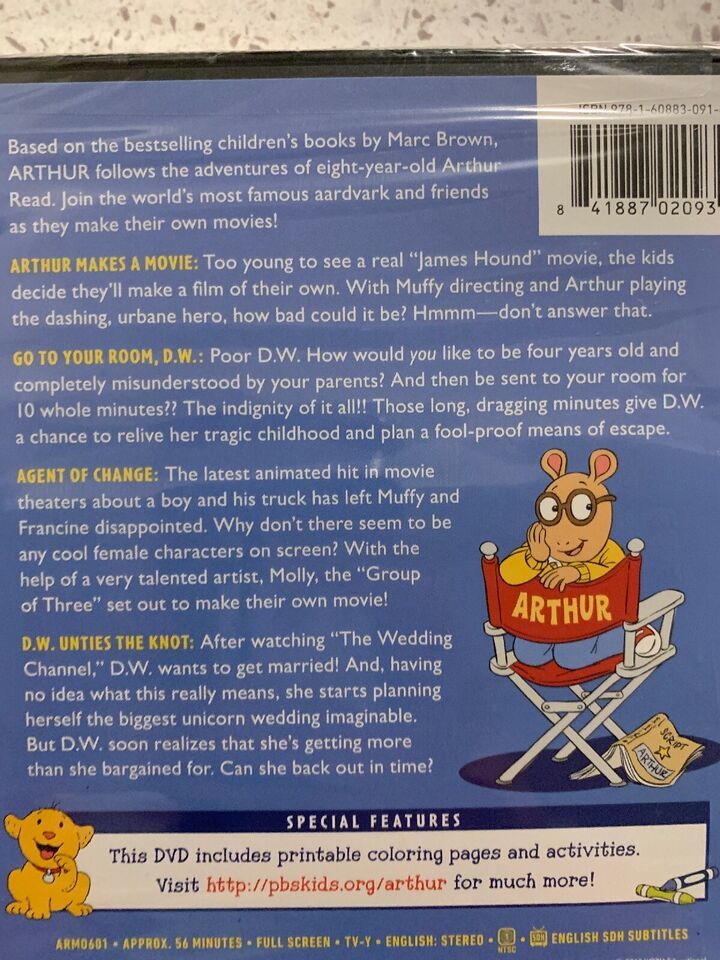 ISBN 978-1-60883-091-
8 41887 02093
Based on the bestselling children's books by Marc Brown,
ARTHUR follows the adventures of eight-year-old Arthur
Read. Join the world's most famous aardvark and friends
as they make their own movies!
ARTHUR MAKES A MOVIE: Too young to see a real “James Hound” movie, the kids
decide they'll make a film of their own. With Muffy directing and Arthur playing
the dashing, urbane hero, how bad could it be? Hmmm—don't answer that.
GO TO YOUR ROOM, D.W.: Poor D.W. How would you like to be four years old and
completely misunderstood by your parents? And then be sent to your room for
10 whole minutes?? The indignity of it all!! Those long, dragging minutes give D.W.
a chance to relive her tragic childhood and plan a fool-proof means of escape.
AGENT OF CHANGE: The latest animated hit in movie
theaters about a boy and his truck has left Muffy and
Francine disappointed. Why don't there seem to be
any cool female characters on screen? With the
help of a very talented artist, Molly, the “Group
of Three” set out to make their own movie!
D.W. UNTIES THE KNOT: After watching “The Wedding
Channel,” D.W. wants to get married! And, having
no idea what this really means, she starts planning
herself the biggest unicorn wedding imaginable.
But D.W. soon realizes that she's getting more
than she bargained for. Can she back out in time?
ARTHUR
SCRIPT
ARTHUR
SPECIAL FEATURES
This DVD includes printable coloring pages and activities.
Visit http://pbskids.org/arthur for much more!
ARM0601 • APPROX. 56 MINUTES • FULL SCREEN • TV-Y • ENGLISH: STEREO • 1 NTSC • SDH ENGLISH SDH SUBTITLES